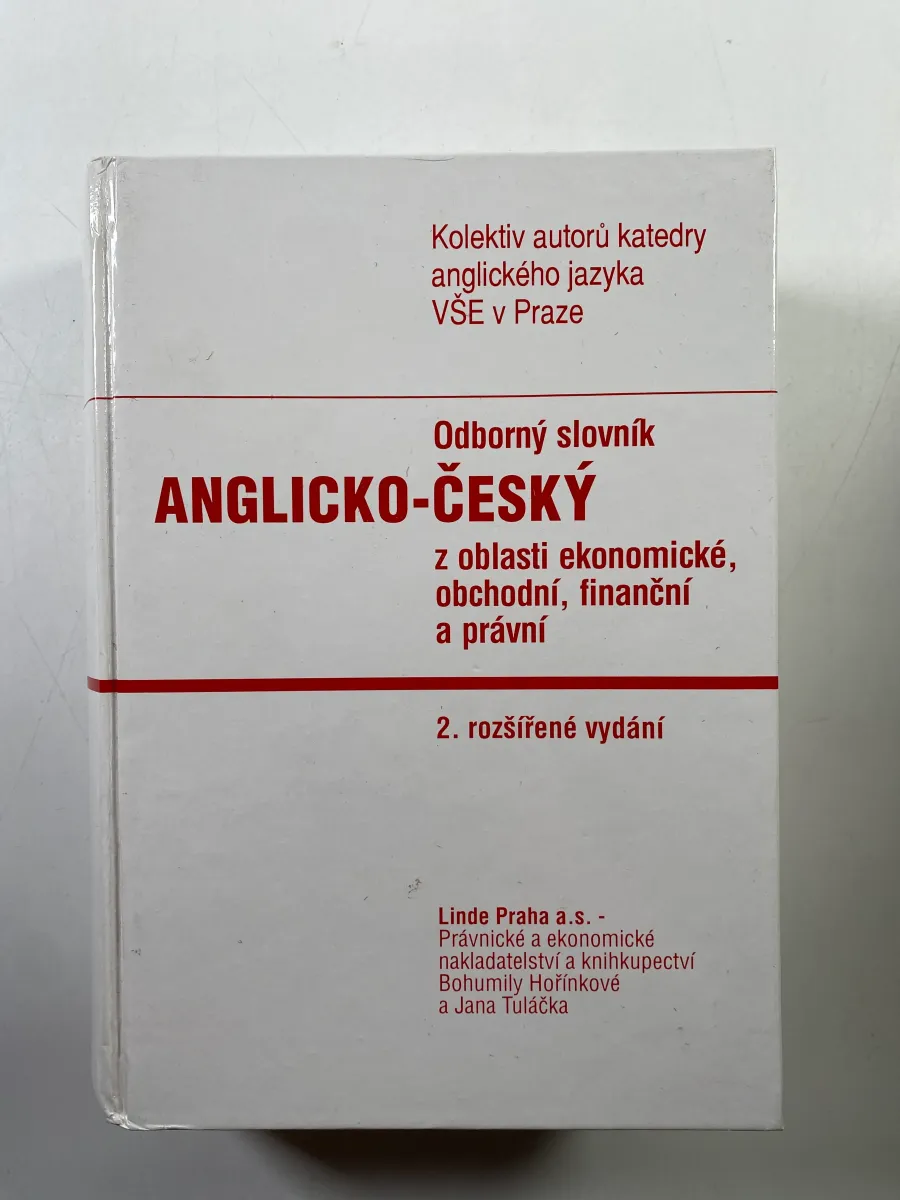 Kolektiv autorů katedry
anglického jazyka
VŠE v Praze
Odborný slovník
ANGLICKO-ČESKÝ
z oblasti ekonomické,
obchodní, finanční
a právní
2. rozšířené vydání
Linde Praha a.s. -
Právnické a ekonomické
nakladatelství a knihkupectví
Bohumily Hořínkové
a Jana Tuláčka